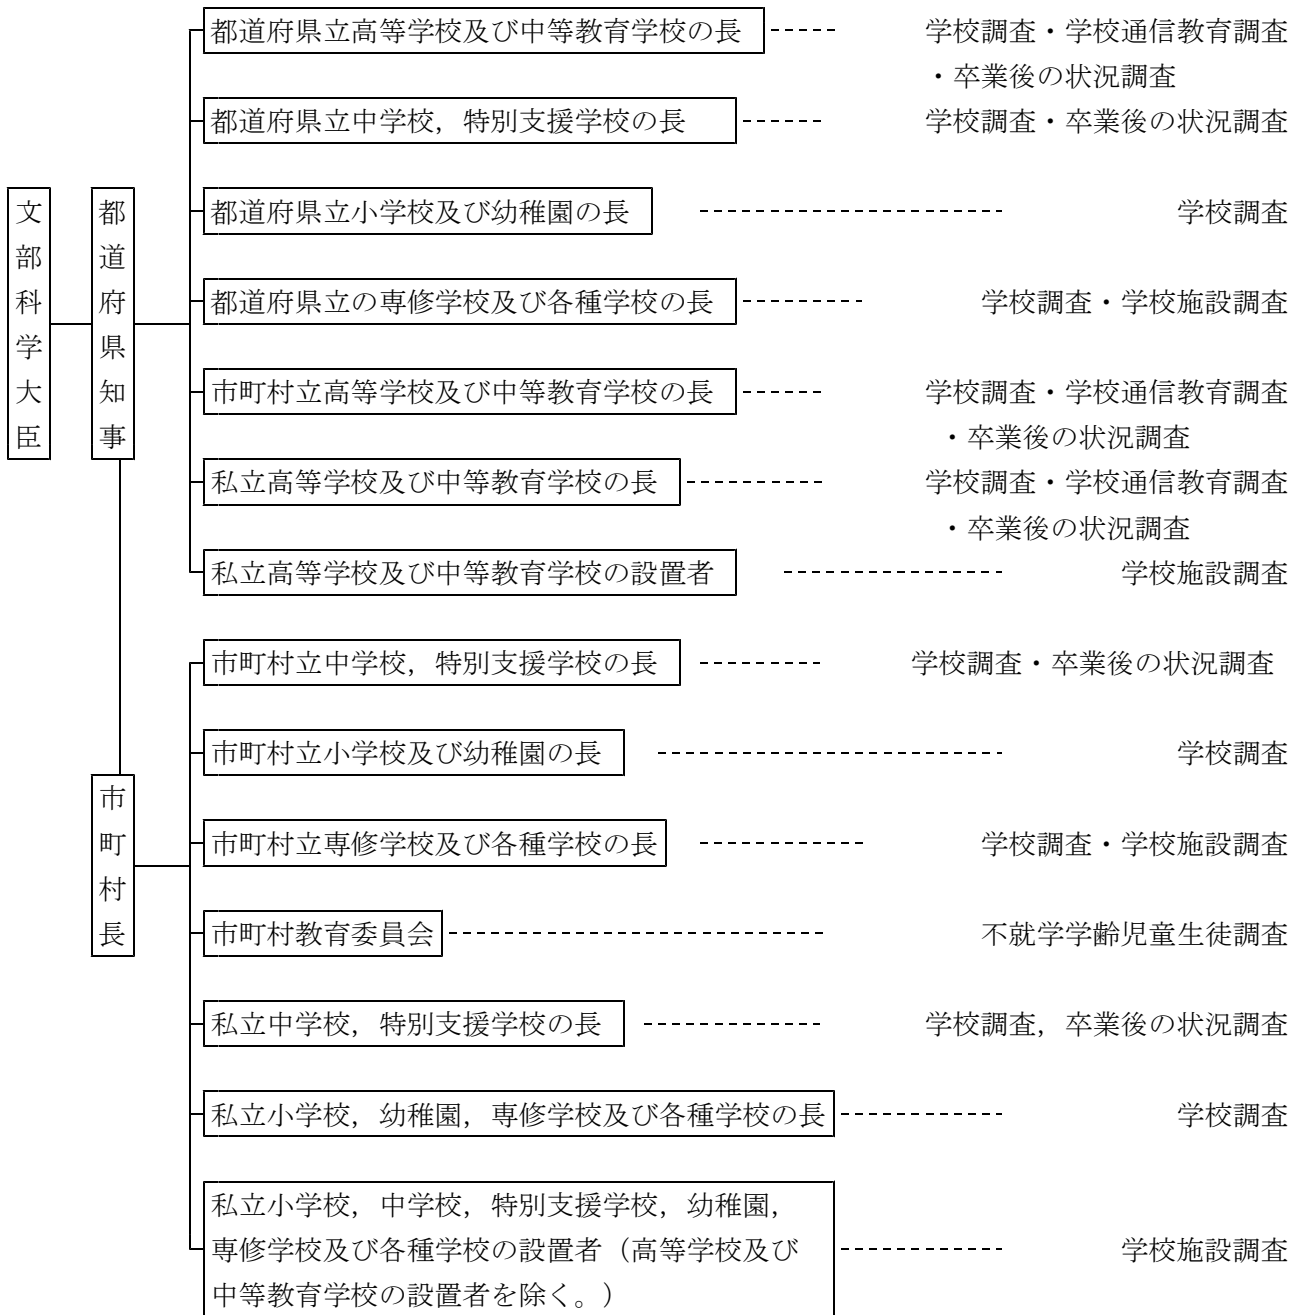 都道府県立高等学校及び中等教育学校の長 学校調査・学校通信教育調査
・卒業後の状況調査
都道府県立中学校，特別支援学校の長 学校調査・卒業後の状況調査
文部科学大臣
都道府県知事
都道府県立小学校及び幼稚園の長 学校調査
都道府県立の専修学校及び各種学校の長 学校調査・学校施設調査
市町村立高等学校及び中等教育学校の長 学校調査・学校通信教育調査
・卒業後の状況調査
私立高等学校及び中等教育学校の長 学校調査・学校通信教育調査
・卒業後の状況調査
私立高等学校及び中等教育学校の設置者 学校施設調査
市町村立中学校，特別支援学校の長 学校調査・卒業後の状況調査
市町村立小学校及び幼稚園の長 学校調査
市町村長
市町村立専修学校及び各種学校の長 学校調査・学校施設調査
市町村教育委員会 不就学学齢児童生徒調査
私立中学校，特別支援学校の長 学校調査，卒業後の状況調査
私立小学校，幼稚園，専修学校及び各種学校の長 学校調査
私立小学校，中学校，特別支援学校，幼稚園，
専修学校及び各種学校の設置者（高等学校及び 学校施設調査
中等教育学校の設置者を除く。）